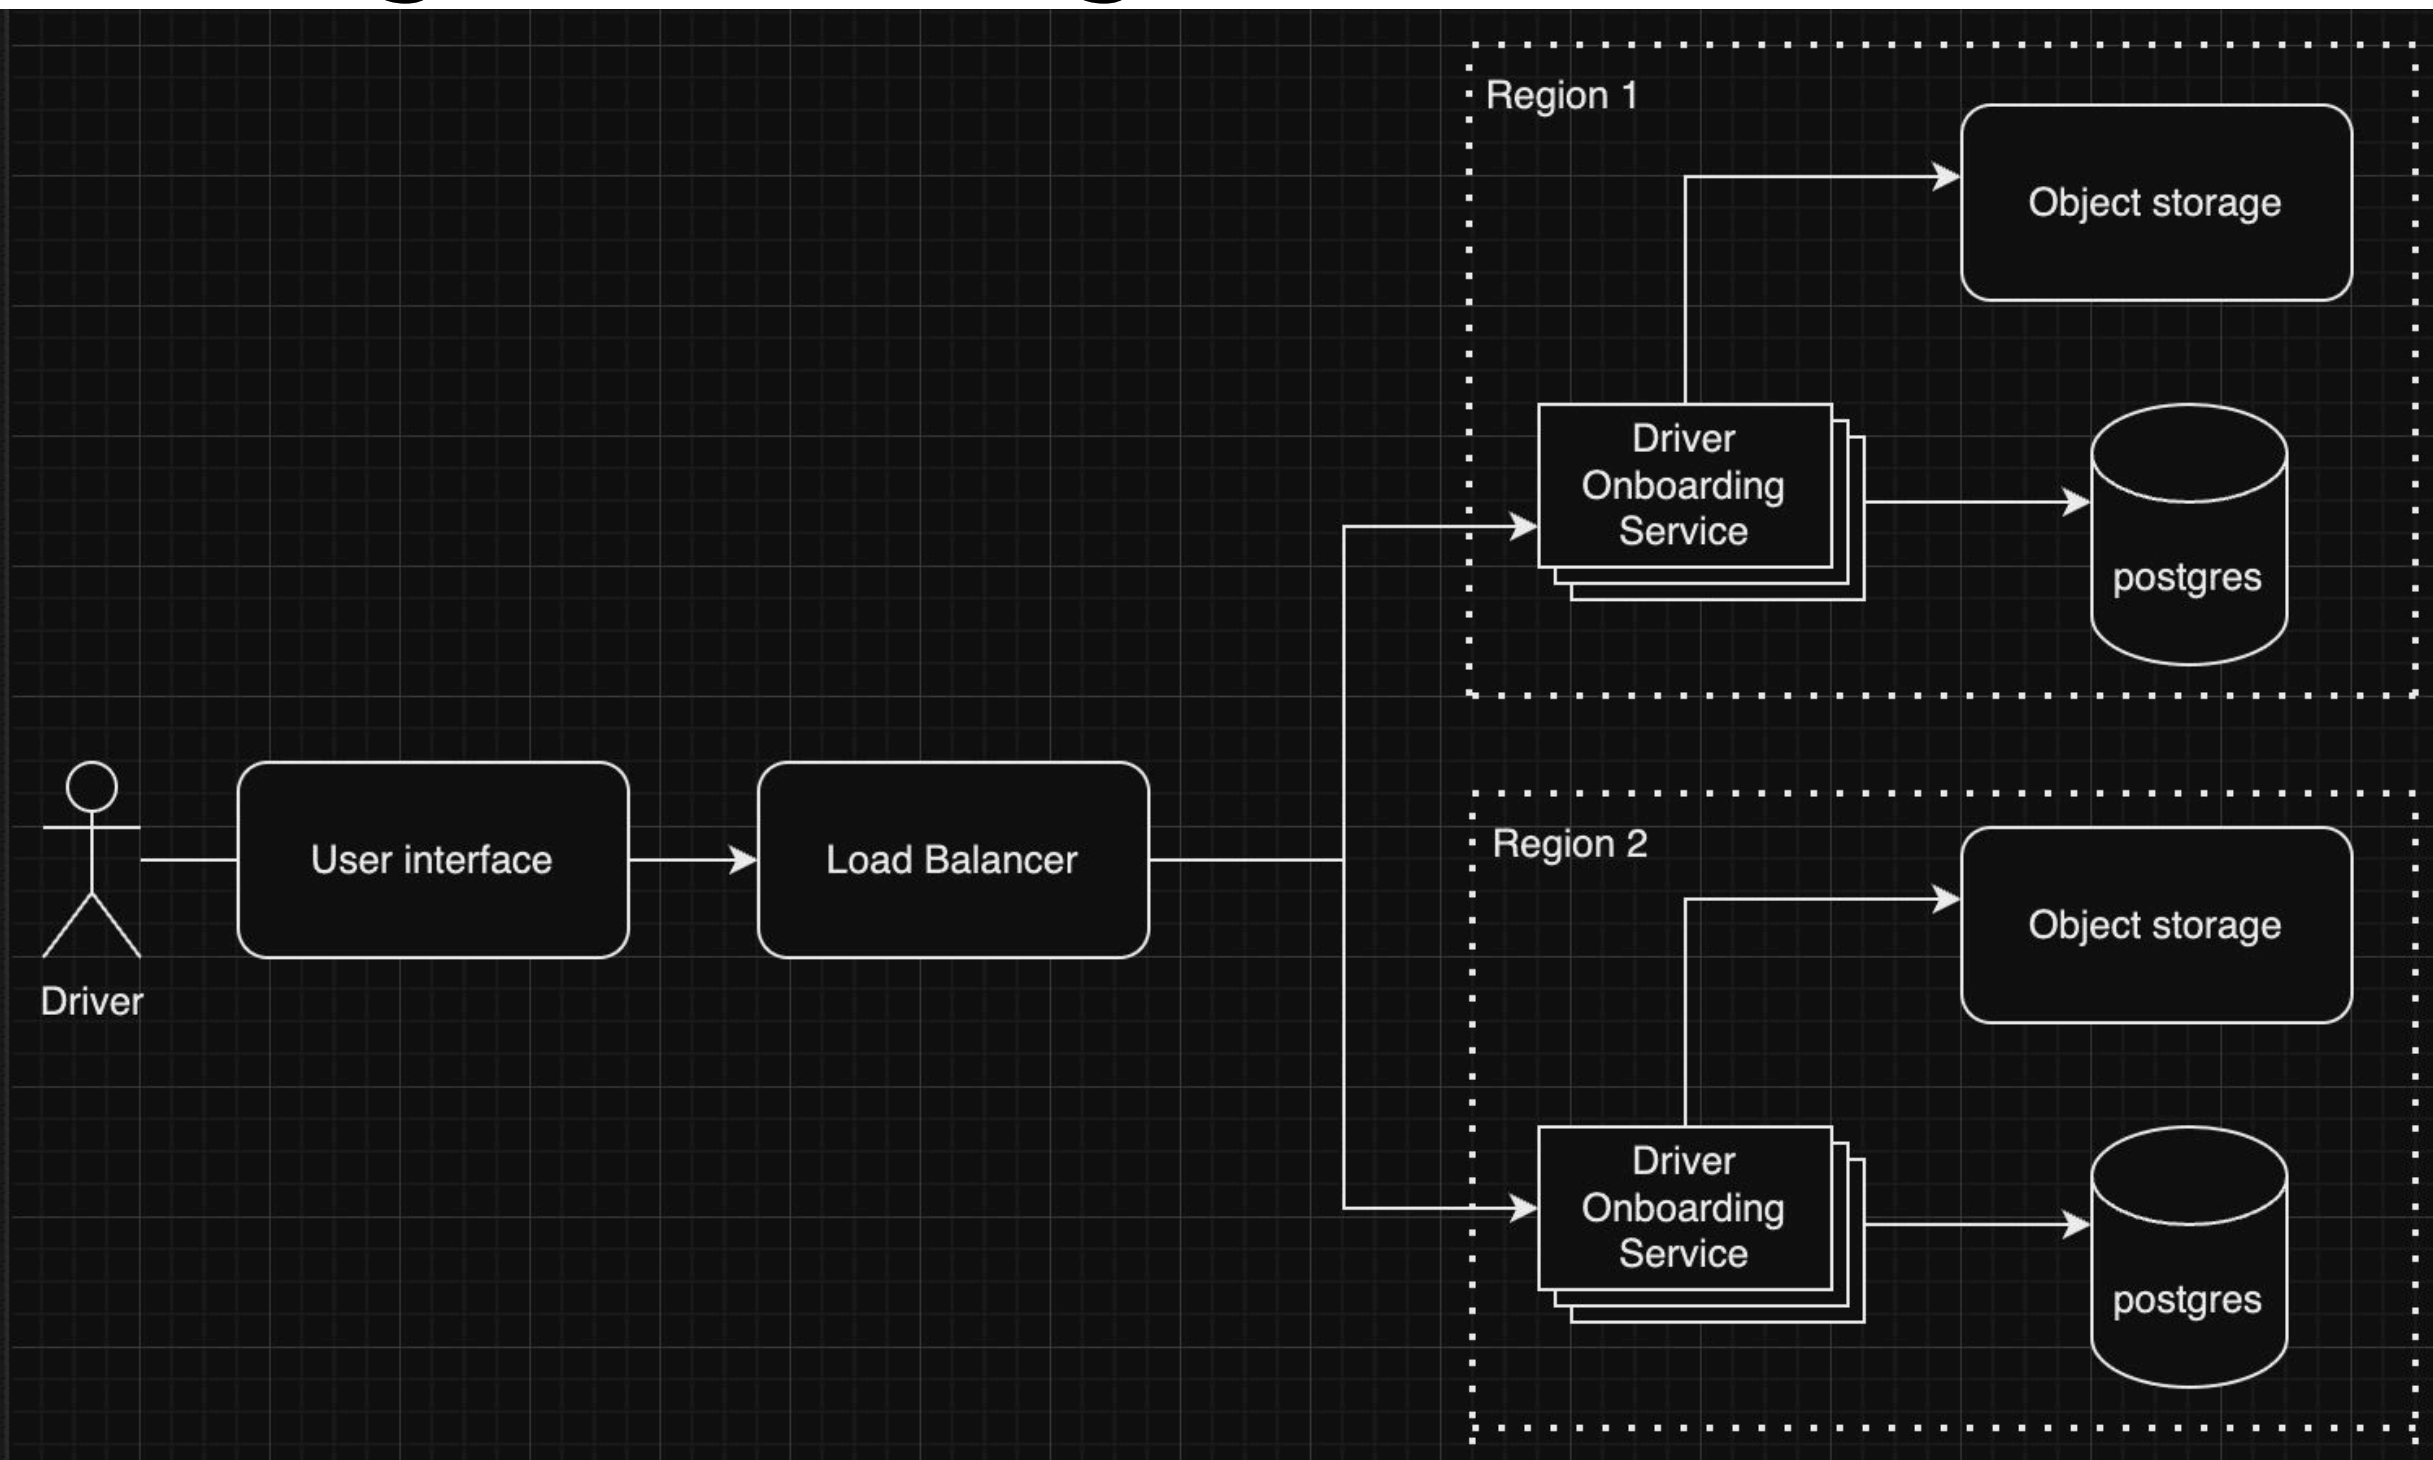 Region 1
Object storage
Driver
Onboarding
Service
postgres
User interface
Load Balancer
Driver
Region 2
Object storage
Driver
Onboarding
Service
postgres